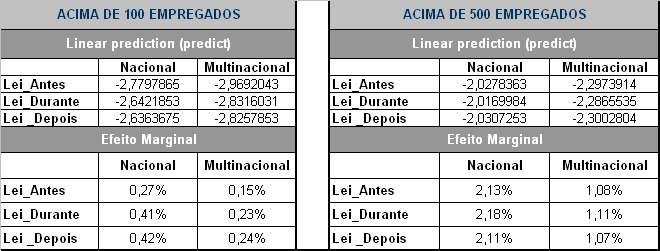 ACIMA DE 100 EMPREGADOS
Linear prediction (predict)
Nacional Multinacional
Lei_Antes -2,7797865 -2,9692043
Lei_Durante -2,6421853 -2,8316031
Lei _Depois -2,6363675 -2,8257853
Efeito Marginal
Nacional Multinacional
Lei_Antes 0,27% 0,15%
Lei_Durante 0,41% 0,23%
Lei _Depois 0,42% 0,24%
ACIMA DE 500 EMPREGADOS
Linear prediction (predict)
Nacional Multinacional
Lei_Antes -2,0278363 -2,2973914
Lei_Durante -2,0169984 -2,2865535
Lei _Depois -2,0307253 -2,3002804
Efeito Marginal
Nacional Multinacional
Lei_Antes 2,13% 1,08%
Lei_Durante 2,18% 1,11%
Lei _Depois 2,11% 1,07%